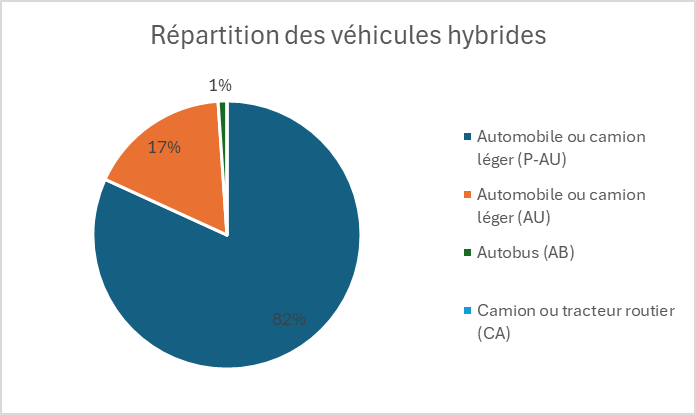 Répartition des véhicules hybrides
1%
17%
82%
Automobile ou camion
léger (P-AU)
Automobile ou camion
léger (AU)
Autobus (AB)
Camion ou tracteur routier
(CA)